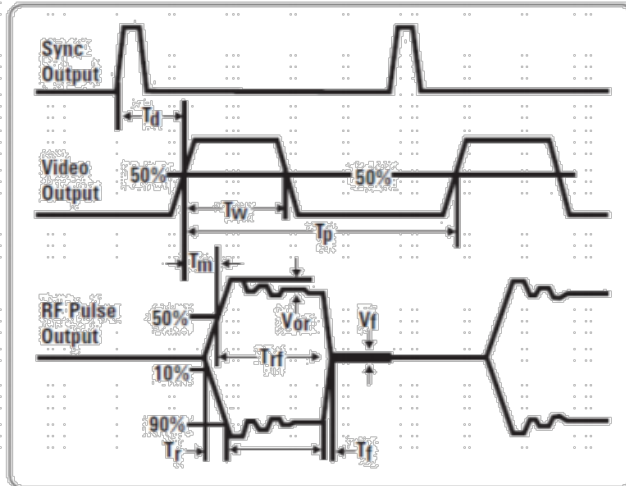 Sync
Output
Td
Video
Output
50%
50%
Tw
Tp
Tm
RF Pulse
Output
50%
Vor
Vf
Trf
10%
90%
Tr
Tf